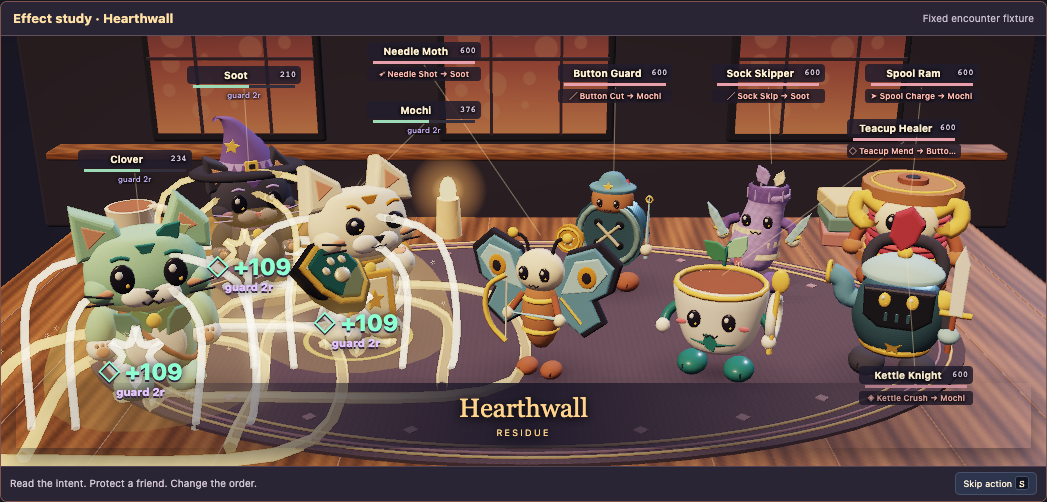 Effect study · Hearthwall
Fixed encounter fixture
Needle Moth 600
Needle Shot → Soot
Soot 210
guard 2r
Button Guard 600
Button Cut → Mochi
Sock Skipper 600
Sock Skip → Soot
Spool Ram 600
Spool Charge → Mochi
Mochi 376
guard 2r
Teacup Healer 600
Teacup Mend → Butto...
Clover 234
guard 2r
+109
guard 2r
+109
guard 2r
+109
guard 2r
Kettle Knight 600
Kettle Crush → Mochi
Hearthwall
RESIDUE
Read the intent. Protect a friend. Change the order.
Skip action S